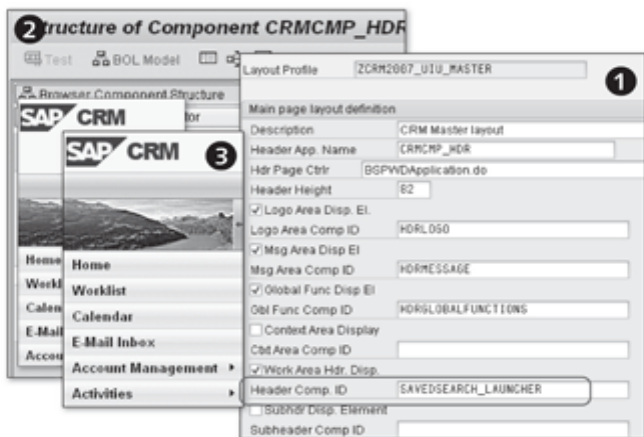 2
Structure of Component CRMCMP_HDR
Test BOL Model
Browser Component Structure
SAP CRM
Home
SAP CRM
3
Home
Worklist
Calendar
E-Mail Inbox
Account Management
Activities
1
Layout Profile ZCRM2007_UIU_MASTER
Main page layout definition
Description CRM Master layout
Header App. Name CRMCMP_HDR
Hdr Page Ctrlr BSPWDApplication.do
Header Height 82
Logo Area Disp. El.
Logo Area Comp ID HDRLOGO
Msg Area Disp El
Msg Area Comp ID HDRMESSAGE
Global Func Disp El
Gbl Func Comp ID HDRGLOBALFUNCTIONS
Context Area Display
Cbt Area Comp ID
Work Area Hdr. Disp.
Header Comp. ID SAVEDSEARCH_LAUNCHER
Subhdr Disp. Element
Subheader Comp ID